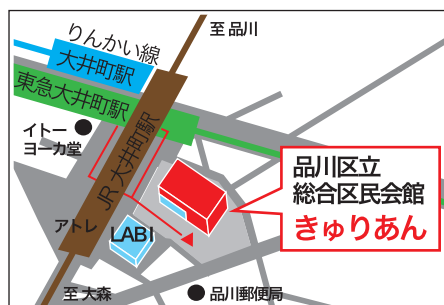 至 品川
りんかい線
大井町駅
東急大井町駅
イトー
ヨーカ堂
JR 大井町駅
品川区立
総合区民会館
きゅりあん
アトレ
LABI
至 大森
品川郵便局